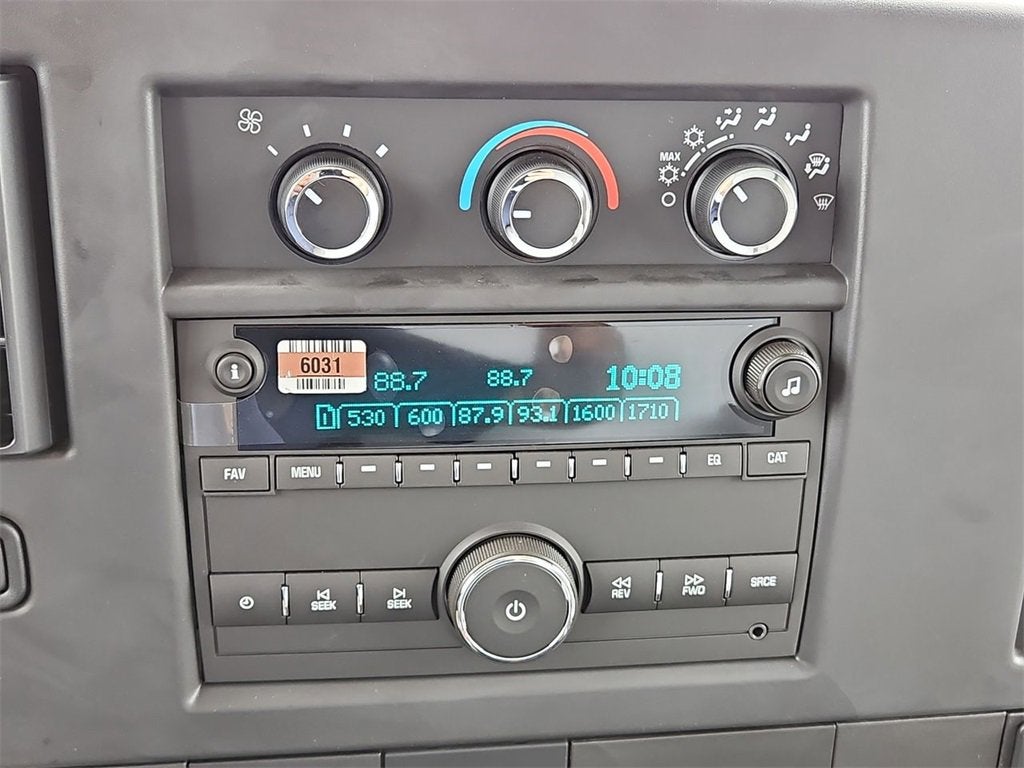 MAX
6031
88.7 88.7 10:08
1 530 600 87.9 93.1 1600 1710
FAV MENU EQ CAT
SEEK SEEK REV FWD SRCE